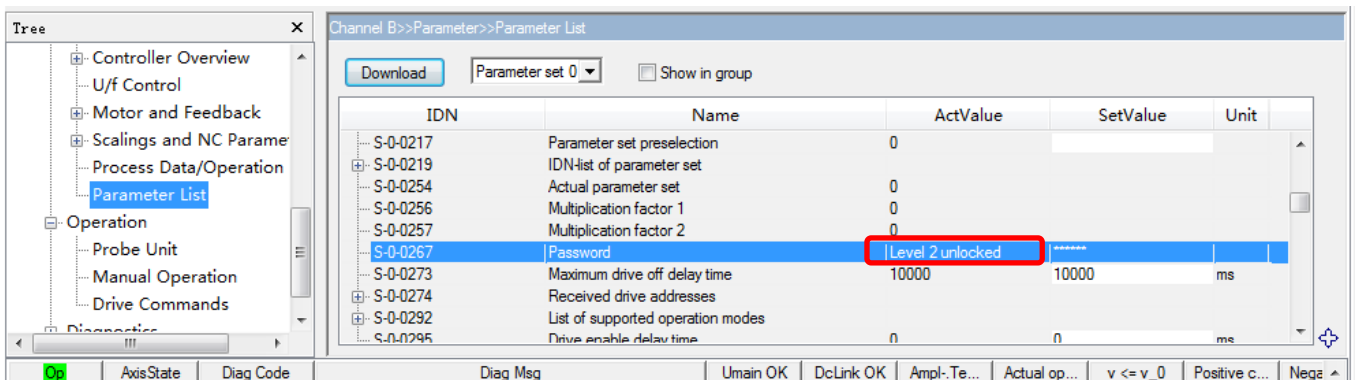 Tree X
Channel B>>Parameter>>Parameter List
Controller Overview
U/f Control
Motor and Feedback
Scalings and NC Parame
Process Data/Operation
Parameter List
Operation
Probe Unit
Manual Operation
Drive Commands
Diagnostics
Download Parameter set 0 Show in group
IDN Name ActValue SetValue Unit
S-0-0217 Parameter set preselection 0
S-0-0219 IDN-list of parameter set
S-0-0254 Actual parameter set 0
S-0-0256 Multiplication factor 1 0
S-0-0257 Multiplication factor 2 0
S-0-0267 Password Level 2 unlocked ******
S-0-0273 Maximum drive off delay time 10000 10000 ms
S-0-0274 Received drive addresses
S-0-0292 List of supported operation modes
S-0-0295 Drive enable delay time 0 0 ms
Op AxisState Diag Code Diag Msg Umain OK DcLink OK Ampl-.Te... Actual op... v <= v_0 Positive c... Nega